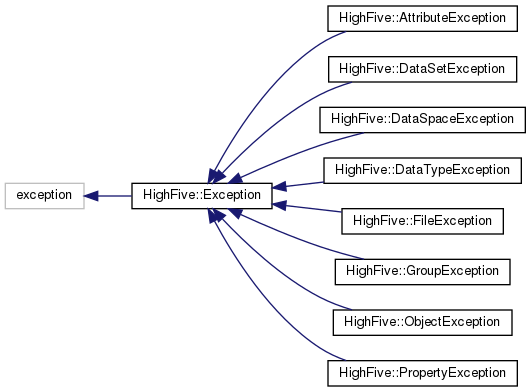 HighFive::AttributeException
HighFive::DataSetException
HighFive::DataSpaceException
HighFive::DataTypeException
exception
HighFive::Exception
HighFive::FileException
HighFive::GroupException
HighFive::ObjectException
HighFive::PropertyException